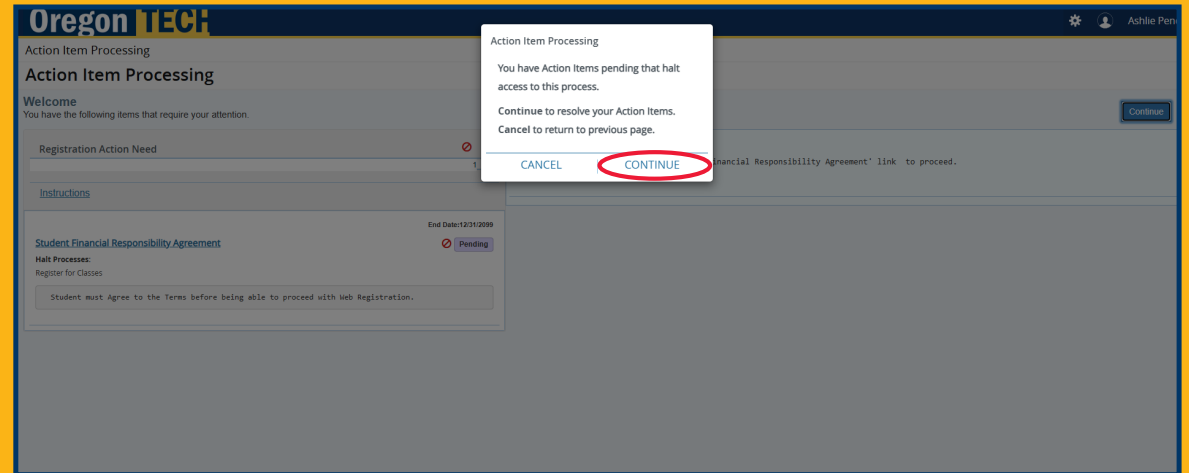 Oregon TECH
Ashlie
Action Item Processing
Action Item Processing
Welcome
You have the following items that require your attention.
Continue
Registration Action Need
1
Instructions
End Date:12/31/2099
Student Financial Responsibility Agreement
Pending
Halt Processes:
Register for Classes
Student must Agree to the Terms before being able to proceed with Web Registration.
Action Item Processing
You have Action Items pending that halt
access to this process.
Continue to resolve your Action Items.
Cancel to return to previous page.
CANCEL
CONTINUE
Responsibility Agreement' link to proceed.